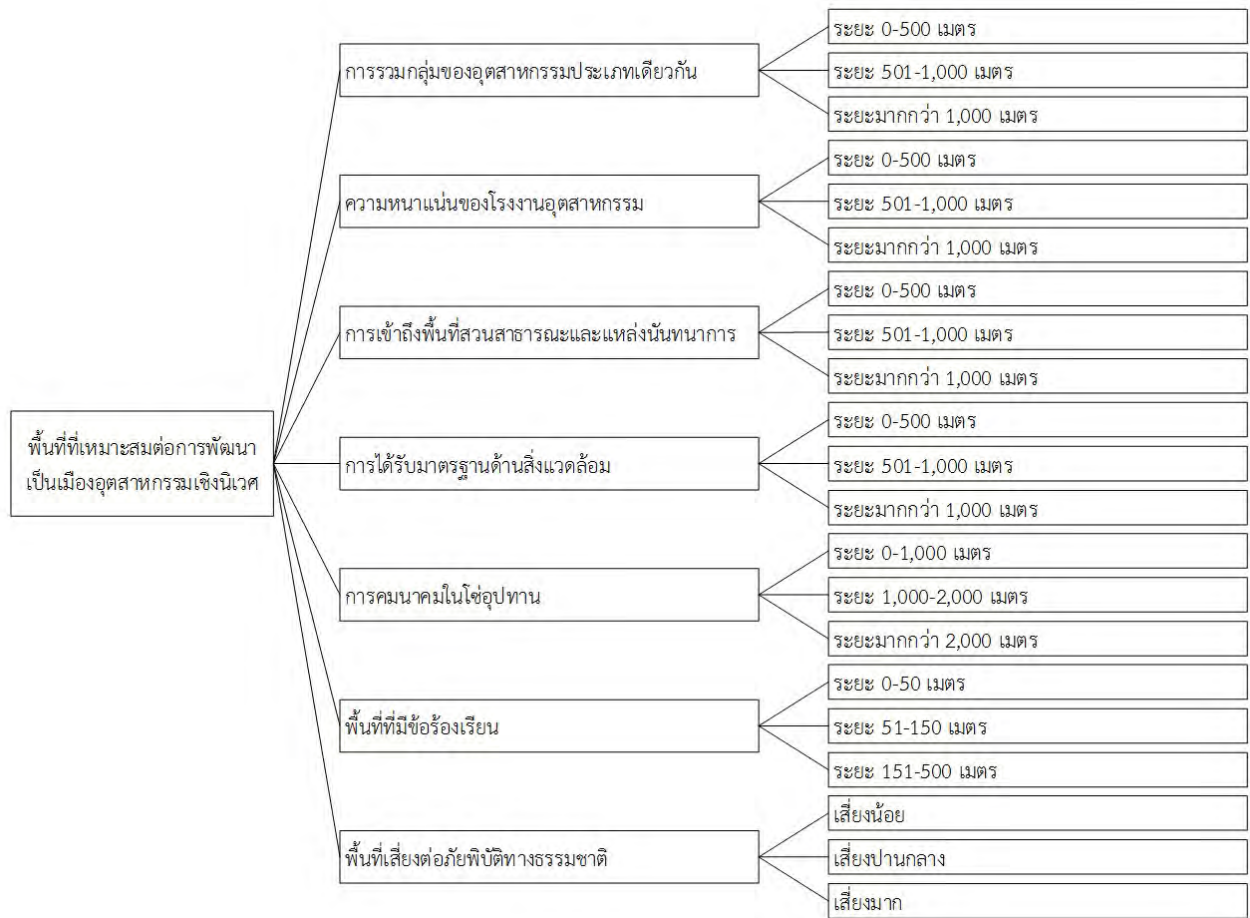 พื้นที่ที่เหมาะสมต่อการพัฒนา
เป็นเมืองอุตสาหกรรมเชิงนิเวศ
การรวมกลุ่มของอุตสาหกรรมประเภทเดียวกัน
ระยะ 0-500 เมตร
ระยะ 501-1,000 เมตร
ระยะมากกว่า 1,000 เมตร
ความหนาแน่นของโรงงานอุตสาหกรรม
ระยะ 0-500 เมตร
ระยะ 501-1,000 เมตร
ระยะมากกว่า 1,000 เมตร
การเข้าถึงพื้นที่สวนสาธารณะและแหล่งนันทนาการ
ระยะ 0-500 เมตร
ระยะ 501-1,000 เมตร
ระยะมากกว่า 1,000 เมตร
การได้รับมาตรฐานด้านสิ่งแวดล้อม
ระยะ 0-500 เมตร
ระยะ 501-1,000 เมตร
ระยะมากกว่า 1,000 เมตร
การคมนาคมในโซ่อุปทาน
ระยะ 0-1,000 เมตร
ระยะ 1,000-2,000 เมตร
ระยะมากกว่า 2,000 เมตร
พื้นที่ที่มีข้อร้องเรียน
ระยะ 0-50 เมตร
ระยะ 51-150 เมตร
ระยะ 151-500 เมตร
พื้นที่เสี่ยงต่อภัยพิบัติทางธรรมชาติ
เสี่ยงน้อย
เสี่ยงปานกลาง
เสี่ยงมาก